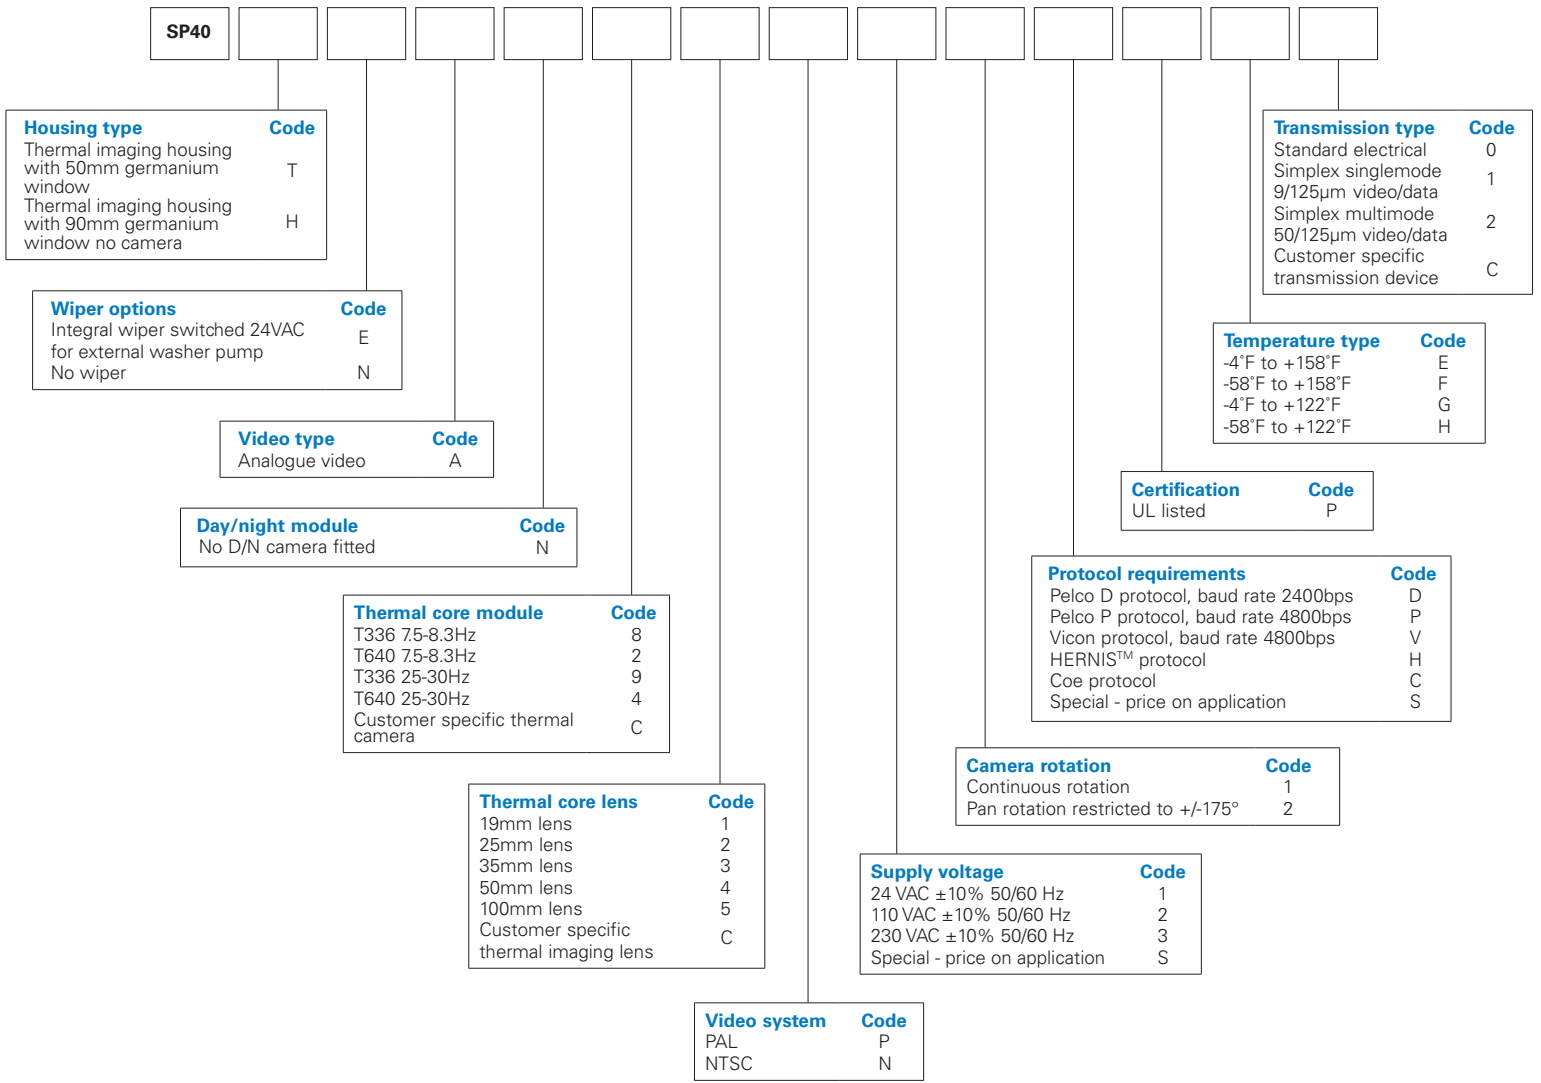 SP40
Housing type Code
Thermal imaging housing
with 50mm germanium
window
T
Thermal imaging housing
with 90mm germanium
window no camera
H
Wiper options Code
Integral wiper switched 24VAC
for external washer pump
E
No wiper N
Video type Code
Analogue video A
Day/night module Code
No D/N camera fitted N
Thermal core module Code
T336 7.5-8.3Hz 8
T640 7.5-8.3Hz 2
T336 25-30Hz 9
T640 25-30Hz 4
Customer specific thermal
camera
C
Thermal core lens Code
19mm lens 1
25mm lens 2
35mm lens 3
50mm lens 4
100mm lens 5
Customer specific
thermal imaging lens
C
Video system Code
PAL P
NTSC N
Supply voltage Code
24 VAC ±10% 50/60 Hz 1
110 VAC ±10% 50/60 Hz 2
230 VAC ±10% 50/60 Hz 3
Special - price on application S
Camera rotation Code
Continuous rotation 1
Pan rotation restricted to +/-175° 2
Protocol requirements Code
Pelco D protocol, baud rate 2400bps D
Pelco P protocol, baud rate 4800bps P
Vicon protocol, baud rate 4800bps V
HERNIS™ protocol H
Coe protocol C
Special - price on application S
Certification Code
UL listed P
Temperature type Code
-4˚F to +158˚F E
-58˚F to +158˚F F
-4˚F to +122˚F G
-58˚F to +122˚F H
Transmission type Code
Standard electrical 0
Simplex singlemode
9/125µm video/data
1
Simplex multimode
50/125µm video/data
2
Customer specific
transmission device
C